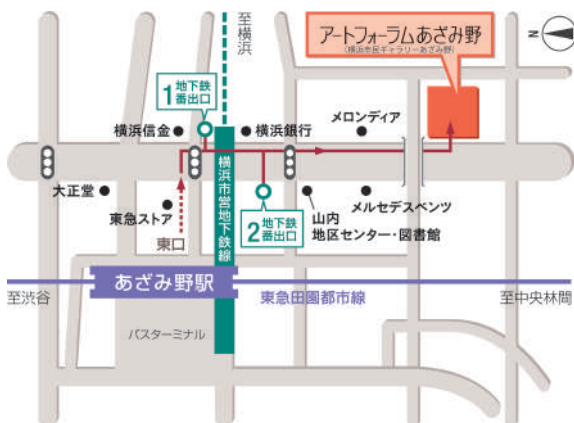 至横浜
アートフォーラムあざみ野
(横浜市民ギャラリーあざみ野)
N
1 地下鉄
番出口
横浜信金
横浜銀行
メロンディア
大正堂
東急ストア
東口
横浜市営地下鉄線
2 地下鉄
番出口
山内
地区センター・図書館
メルセデスベンツ
あざみ野駅
至渋谷
東急田園都市線
至中央林間
バスターミナル